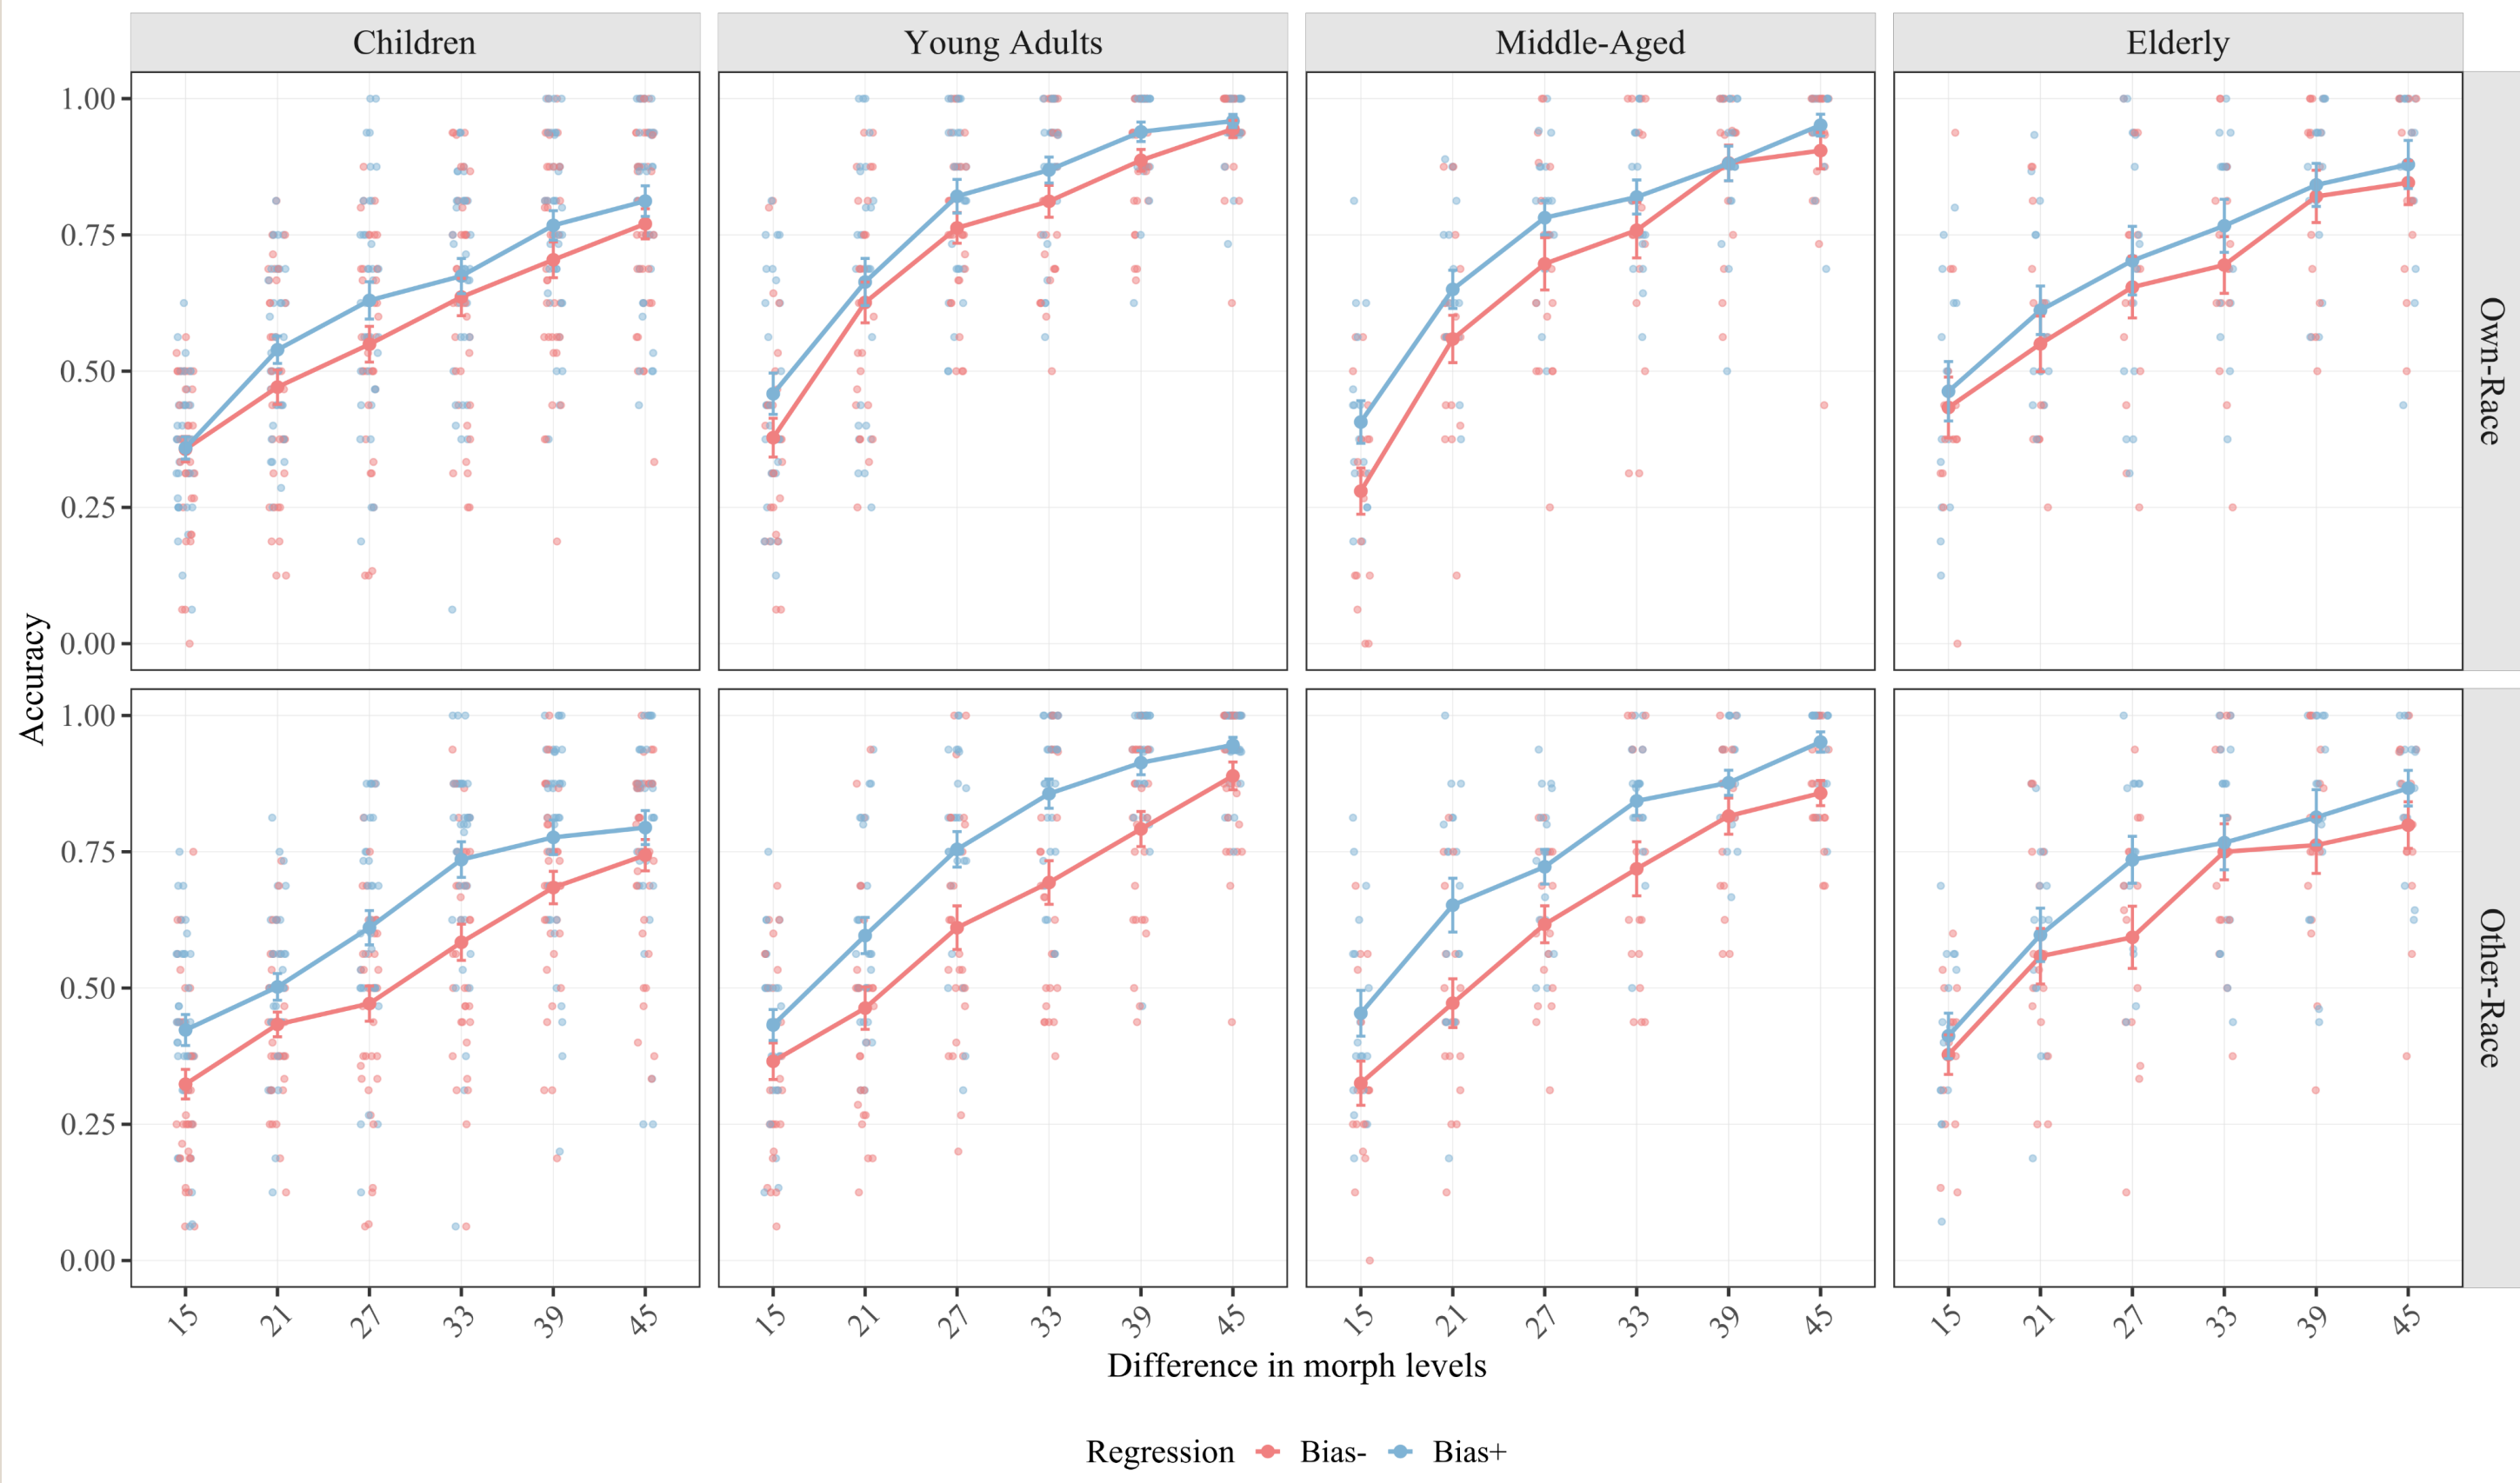 Children Young Adults Middle-Aged Elderly
Accuracy
1.00
0.75
0.50
0.25
0.00
Own-Race
1.00
0.75
0.50
0.25
0.00
Other-Race
15 21 27 33 39 45 15 21 27 33 39 45 15 21 27 33 39 45 15 21 27 33 39 45
Difference in morph levels
Regression Bias- Bias+